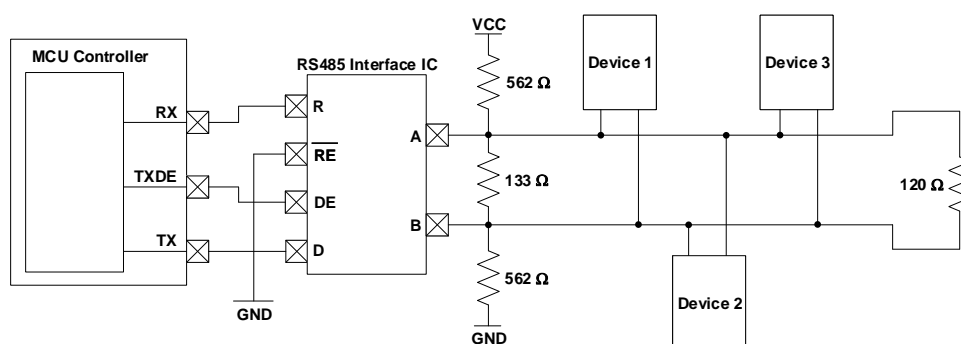 MCU Controller
RX
TXDE
TX
RS485 Interface IC
R
RE
DE
D
A
B
GND
VCC
562 Ω
133 Ω
562 Ω
GND
Device 1
Device 3
Device 2
120 Ω